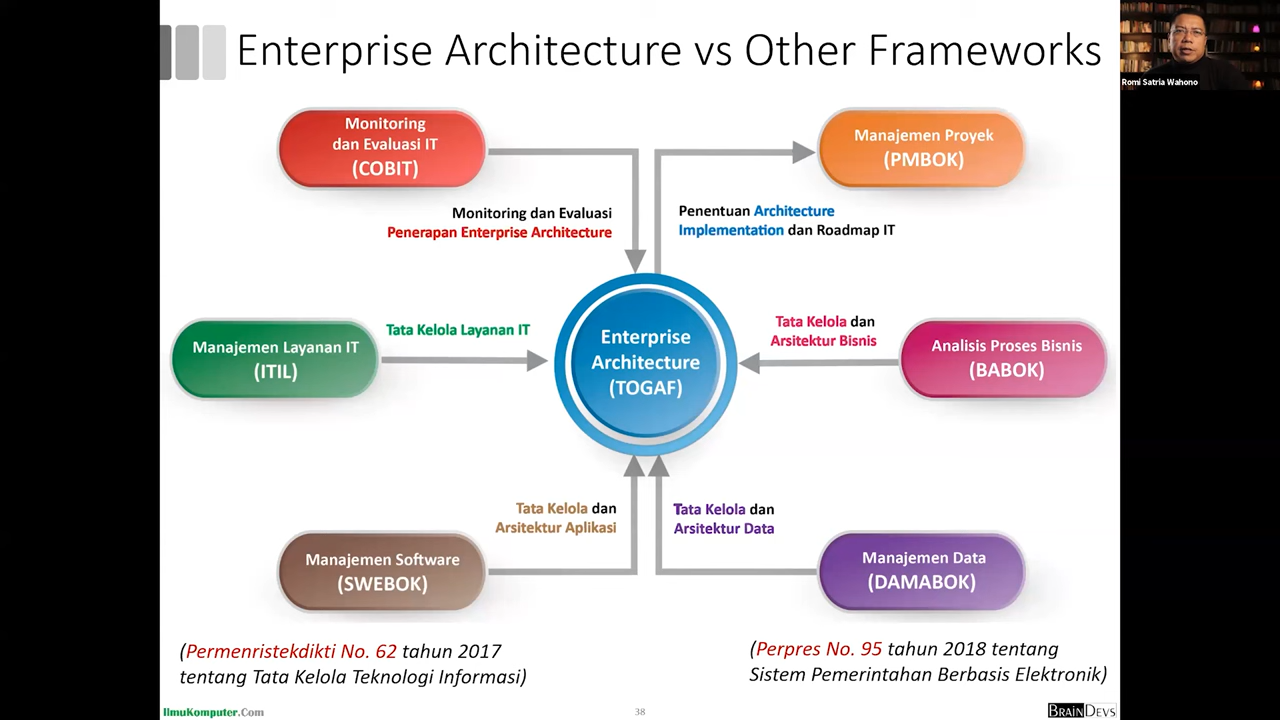 Enterprise Architecture vs Other Frameworks
Romi Satria Wahono
Monitoring
dan Evaluasi IT
(COBIT)
Manajemen Proyek
(PMBOK)
Monitoring dan Evaluasi
Penerapan Enterprise Architecture
Penentuan Architecture
Implementation dan Roadmap IT
Manajemen Layanan IT
(ITIL)
Tata Kelola Layanan IT
Enterprise
Architecture
(TOGAF)
Tata Kelola dan
Arsitektur Bisnis
Analisis Proses Bisnis
(BABOK)
Tata Kelola dan
Arsitektur Aplikasi
Tata Kelola dan
Arsitektur Data
Manajemen Software
(SWEBOK)
Manajemen Data
(DAMABOK)
(Permenristekdikti No. 62 tahun 2017
tentang Tata Kelola Teknologi Informasi)
(Perpres No. 95 tahun 2018 tentang
Sistem Pemerintahan Berbasis Elektronik)
IlmuKomputer.Com
38
BRAINDEVS